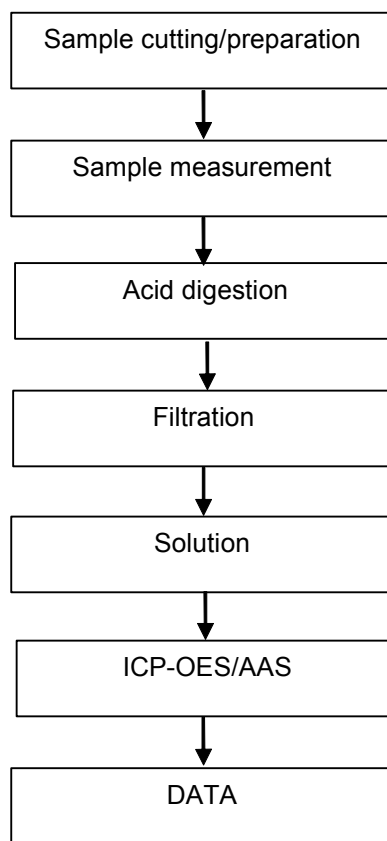 Sample cutting/preparation
Sample measurement
Acid digestion
Filtration
Solution
ICP-OES/AAS
DATA